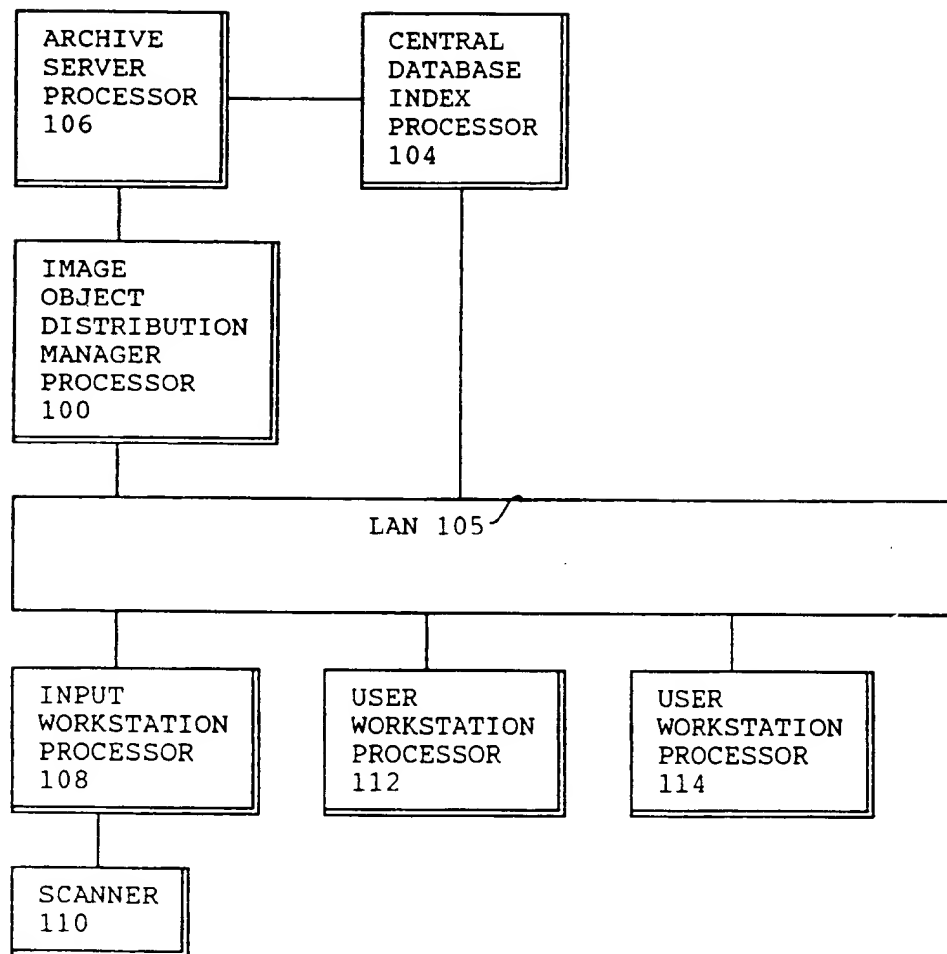 ARCHIVE
SERVER
PROCESSOR
106
CENTRAL
DATABASE
INDEX
PROCESSOR
104
IMAGE
OBJECT
DISTRIBUTION
MANAGER
PROCESSOR
100
LAN 105
INPUT
WORKSTATION
PROCESSOR
108
USER
WORKSTATION
PROCESSOR
112
USER
WORKSTATION
PROCESSOR
114
SCANNER
110